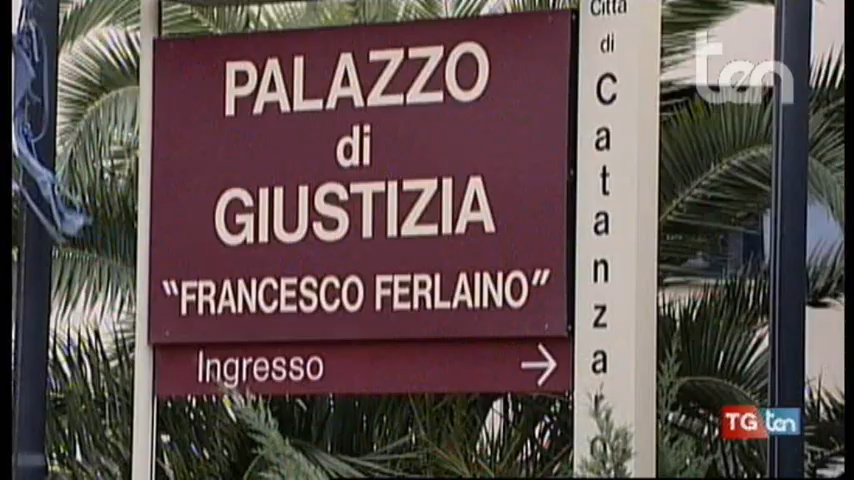 PALAZZO
di
GIUSTIZIA
"FRANCESCO FERLAINO"
Ingresso
Città
di
Catanzaro
ten
TG ten